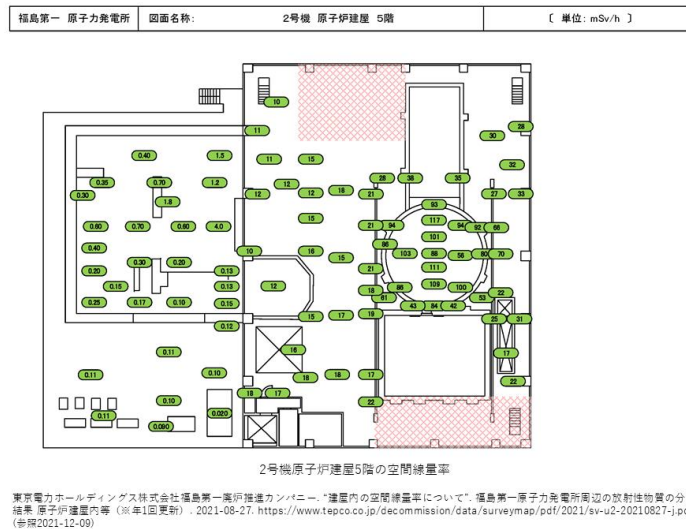 福島第一 原子力発電所 図面名称: 2号機 原子炉建屋 5階 〔 単位: mSv/h 〕
10
28
11
30
0.40 1.5 11 15
32
0.35 0.70 1.2 12 28 38 35
0.30 12 12 18 21 27 33
1.8
93
15 117
0.60 0.70 0.60 4.0 21 94 94 92 66
101
0.40 86
10 16 103 88 58 80 70
15
0.30 0.20
0.20 0.13 21 111
0.15 0.13 12 86 109 100
18 22
0.25 0.17 0.10 0.15 61 53
43 84 42
15 17 19 25 31
0.12
0.11 16 17
0.11 0.10 18 18 17
22
18 17
0.10 22
0.11 0.020
0.090
2号機原子炉建屋5階の空間線量率
東京電力ホールディングス株式会社福島第一廃炉推進カンパニー. “建屋内の空間線量率について”. 福島第一原子力発電所周辺の放射性物質の分
結果 原子炉建屋内等（※年1回更新）. 2021-08-27. https://www.tepco.co.jp/decommission/data/surveymap/pdf/2021/sv-u2-20210827-j.p
(参照2021-12-09)